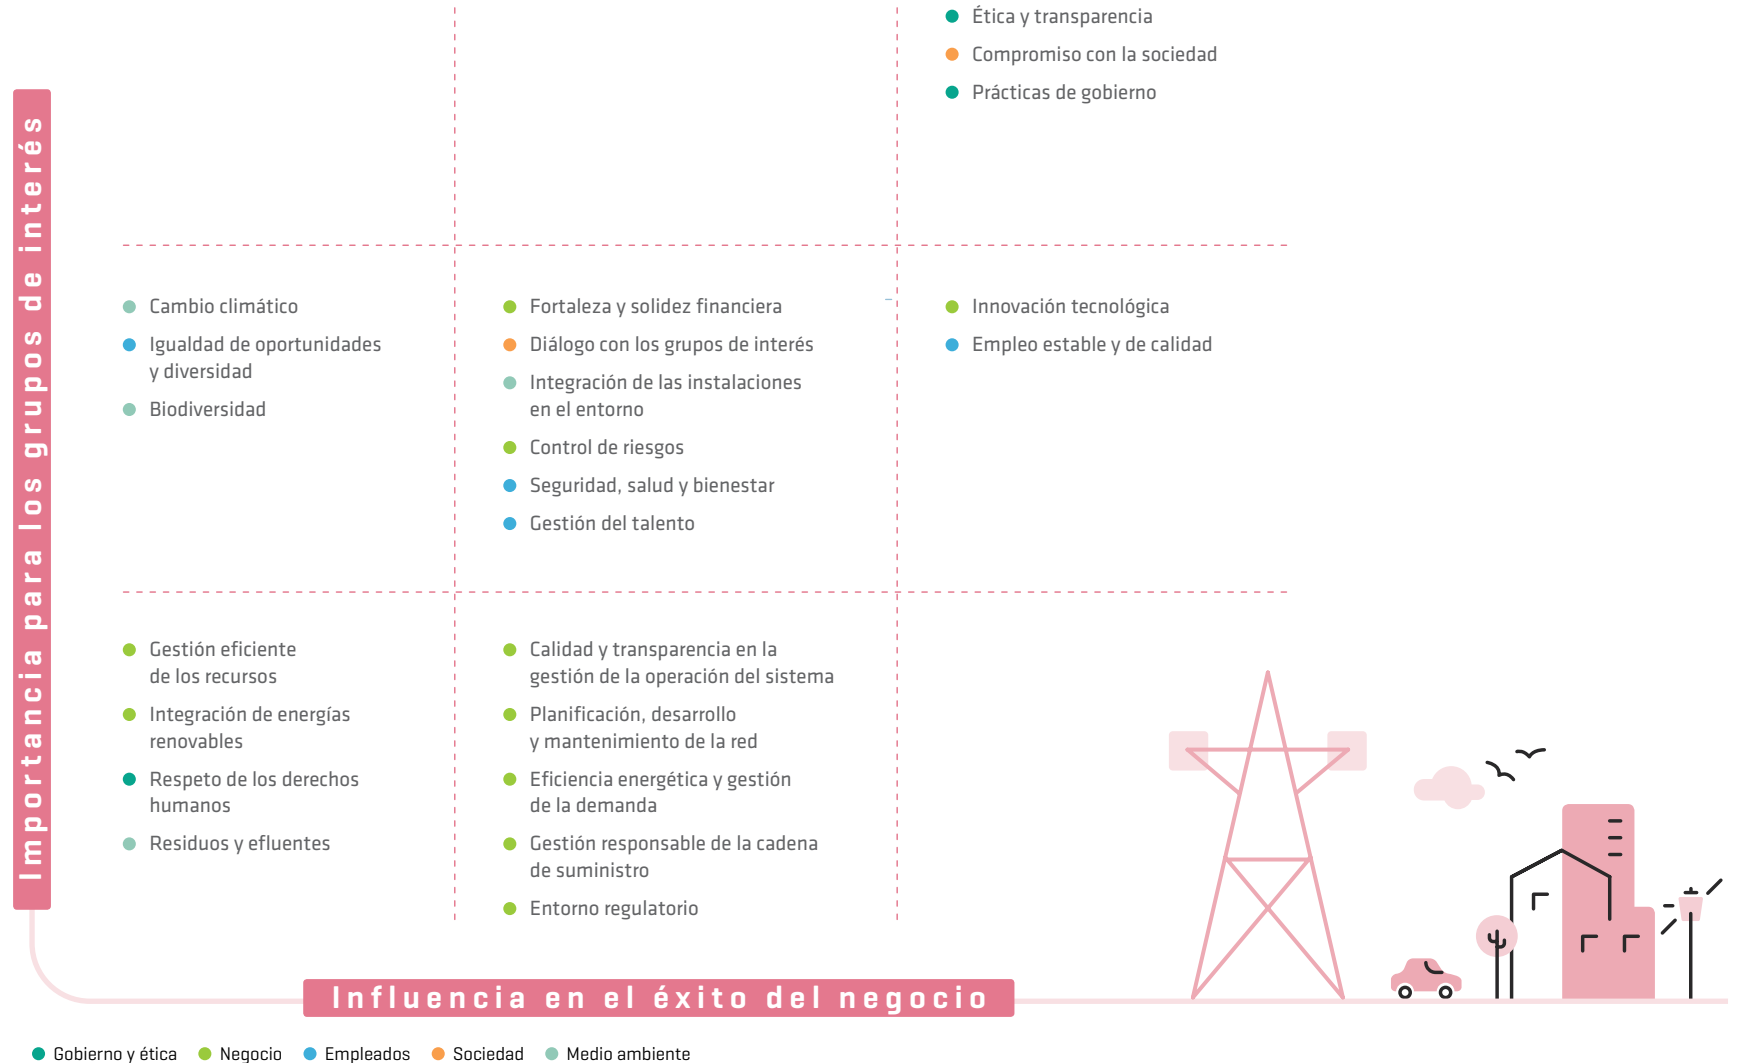 Ética y transparencia
Compromiso con la sociedad
Prácticas de gobierno
Importancia para los grupos de interés
Cambio climático
Igualdad de oportunidades
y diversidad
Biodiversidad
Fortaleza y solidez financiera
Diálogo con los grupos de interés
Integración de las instalaciones
en el entorno
Control de riesgos
Seguridad, salud y bienestar
Gestión del talento
Innovación tecnológica
Empleo estable y de calidad
Gestión eficiente
de los recursos
Integración de energías
renovables
Respeto de los derechos
humanos
Residuos y efluentes
Calidad y transparencia en la
gestión de la operación del sistema
Planificación, desarrollo
y mantenimiento de la red
Eficiencia energética y gestión
de la demanda
Gestión responsable de la cadena
de suministro
Entorno regulatorio
Influencia en el éxito del negocio
Gobierno y ética Negocio Empleados Sociedad Medio ambiente